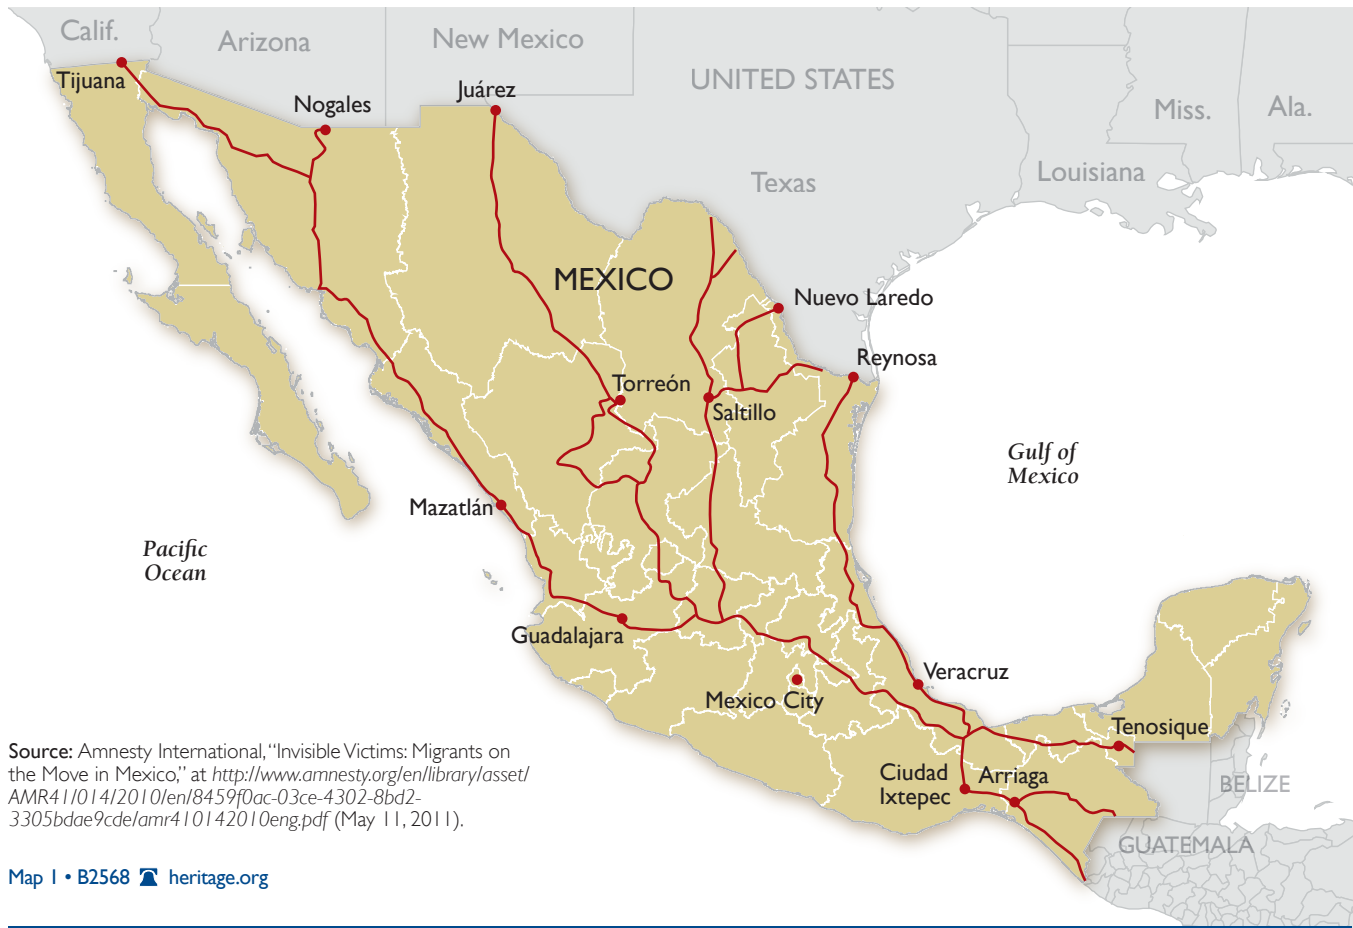 Calif.
Arizona
New Mexico
UNITED STATES
Tijuana
Nogales
Juárez
Miss.
Ala.
Texas
Louisiana
MEXICO
Nuevo Laredo
Reynosa
Torreón
Saltillo
Gulf of
Mexico
Mazatlán
Pacific
Ocean
Guadalajara
Veracruz
Mexico City
Tenosique
Ciudad
Ixtepec
Arriaga
BELIZE
GUATEMALA
Source: Amnesty International, “Invisible Victims: Migrants on
the Move in Mexico,” at http://www.amnesty.org/en/library/asset/
AMR41/014/2010/en/8459f0ac-03ce-4302-8bd2-
3305bdae9cde/amr410142010eng.pdf (May 11, 2011).
Map 1 • B2568 heritage.org